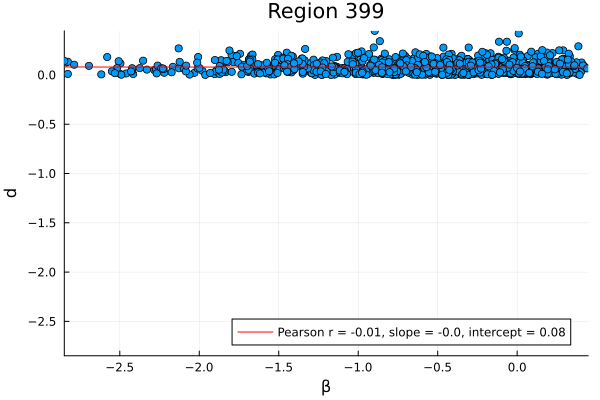 Region 399
0.0
−0.5
−1.0
−1.5
−2.0
−2.5
d
Pearson r = -0.01, slope = -0.0, intercept = 0.08
−2.5 −2.0 −1.5 −1.0 −0.5 0.0
β